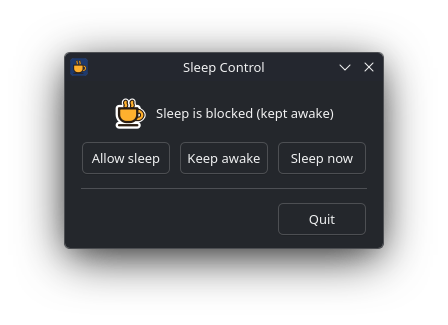 Sleep Control
Sleep is blocked (kept awake)
Allow sleep
Keep awake
Sleep now
Quit